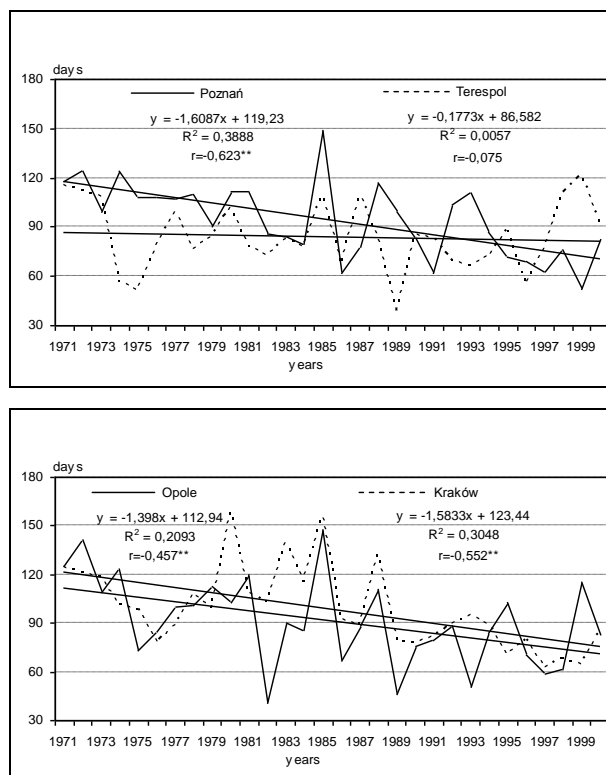 days
180
Poznań Terespol
y = -1,6087x + 119,23 y = -0,1773x + 86,582
150
R² = 0,3888 R² = 0,0057
r=-0,623** r=-0,075
120
90
60
30
1971 1973 1975 1977 1979 1981 1983 1985 1987 1989 1991 1993 1995 1997 1999
years
days
180
Opole Kraków
y = -1,398x + 112,94 y = -1,5833x + 123,44
150
R² = 0,2093 R² = 0,3048
r=-0,457** r=-0,552**
120
90
60
30
1971 1973 1975 1977 1979 1981 1983 1985 1987 1989 1991 1993 1995 1997 1999
years